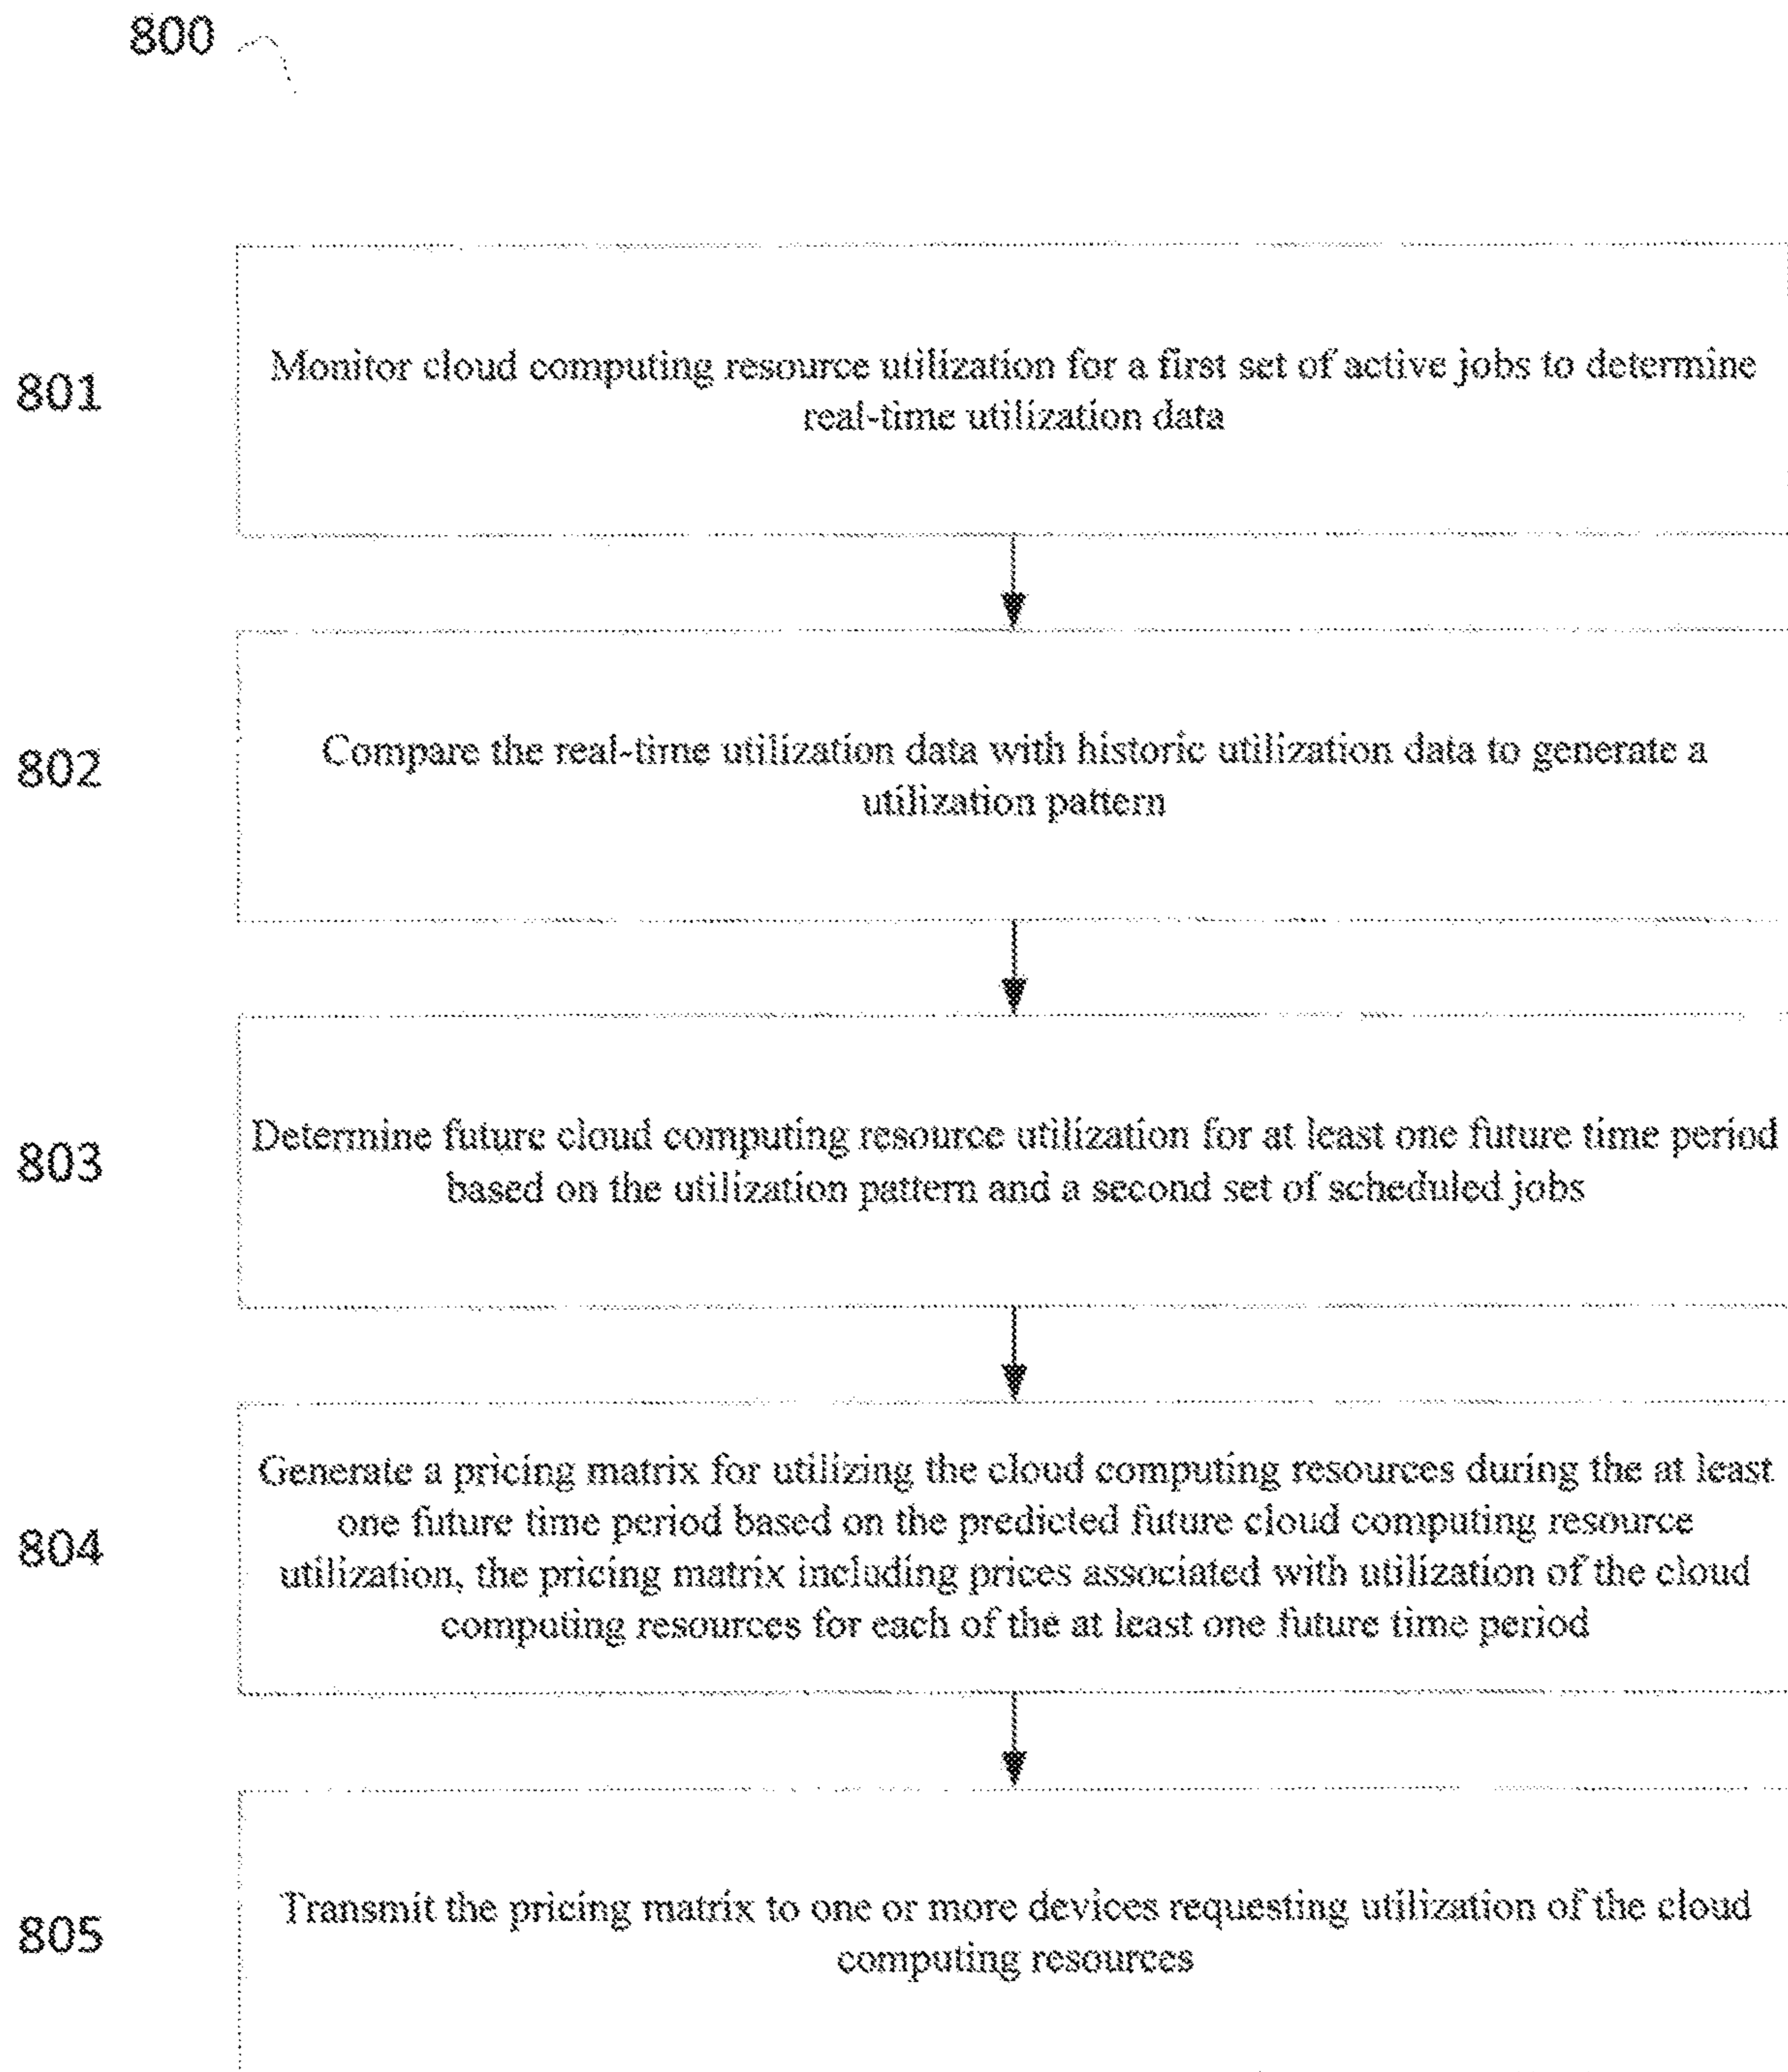 800
801
Monitor cloud computing resource utilization for a first set of active jobs to determine
real-time utilization data
802
Compare the real-time utilization data with historic utilization data to generate a
utilization pattern
803
Determine future cloud computing resource utilization for at least one future time period
based on the utilization pattern and a second set of scheduled jobs
804
Generate a pricing matrix for utilizing the cloud computing resources during the at least
one future time period based on the predicted future cloud computing resource
utilization, the pricing matrix including prices associated with utilization of the cloud
computing resources for each of the at least one future time period
805
Transmit the pricing matrix to one or more devices requesting utilization of the cloud
computing resources